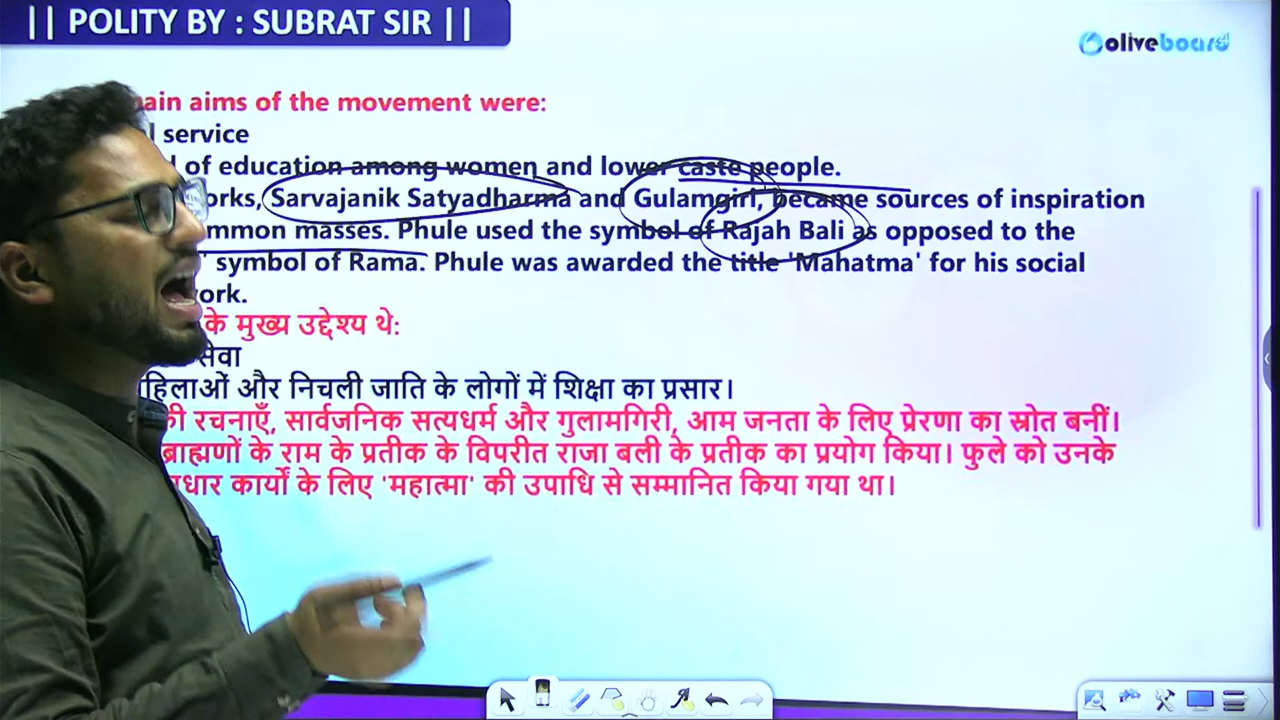 || POLITY BY : SUBRAT SIR ||
oliveboard
aims of the movement were:
service
of education among women and lower caste people.
Sarvajanik Satyadharma and Gulamgiri, became sources of inspiration
masses. Phule used the symbol of Rajah Bali as opposed to the
symbol of Rama. Phule was awarded the title 'Mahatma' for his social
के मुख्य उद्देश्य थे:
सेवा
और निचली जाति के लोगों में शिक्षा का प्रसार।
की रचनाएँ, सार्वजनिक सत्यधर्म और गुलामगिरी, आम जनता के लिए प्रेरणा का स्रोत बनीं।
ब्राह्मणों के राम के प्रतीक के विपरीत राजा बली के प्रतीक का प्रयोग किया। फुले को उनके
कार्यों के लिए 'महात्मा' की उपाधि से सम्मानित किया गया था।